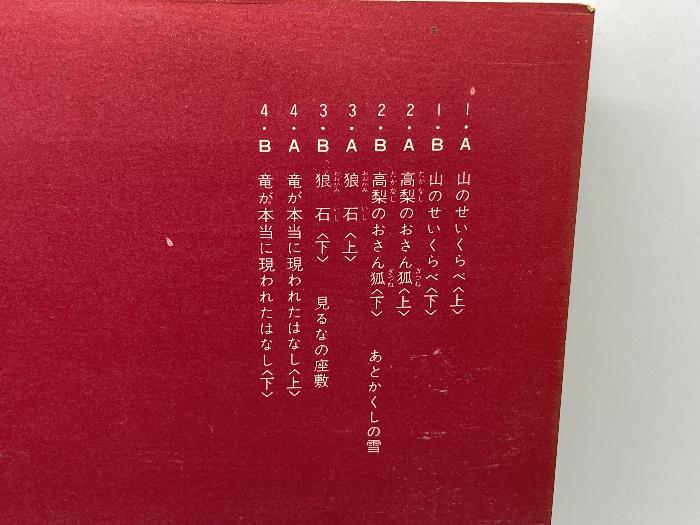 1・A 山のせいくらべ〈上〉
1・B 山のせいくらべ〈下〉
2・A 高梨のおさん狐〈上〉
2・B 高梨のおさん狐〈下〉 あとかくしの雪
3・A 狼 石〈上〉
3・B 狼 石〈下〉 見るなの座敷
4・A 竜が本当に現われたはなし〈上〉
4・B 竜が本当に現われたはなし〈下〉